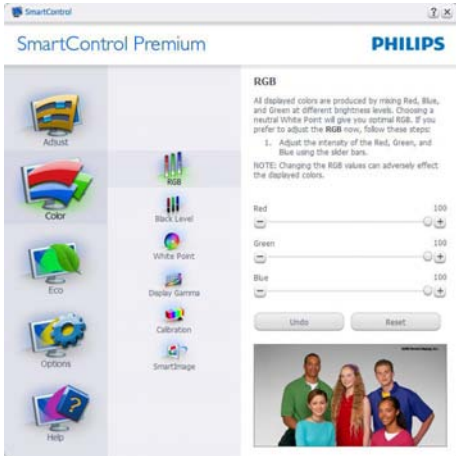 SmartControl
SmartControl Premium
PHILIPS
RGB
All displayed colors are produced by mixing Red, Blue,
and Green at different brightness levels. Choosing a
neutral White Point will give you optimal RGB. If you
prefer to adjust the RGB now, follow these steps:
1. Adjust the intensity of the Red, Green, and
Blue using the slider bars.
NOTE: Changing the RGB values can adversely effect
the displayed colors.
Adjust
Color
Eco
Options
Help
RGB
Black Level
White Point
Display Gamma
Calibration
SmartImage
Red 100
Green 100
Blue 100
Undo Reset